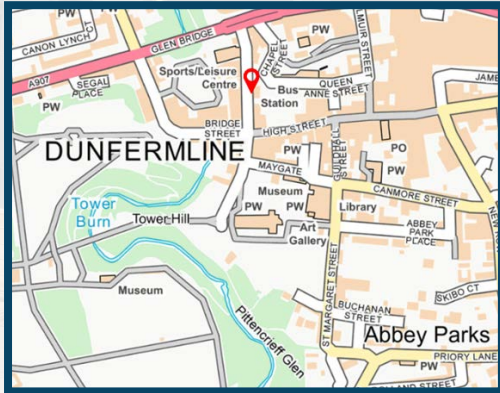 CANON LYNCH CT
GLEN BRIDGE
PW
PW
PW
CHAPEL
STREET
A907
SEGAL
PLACE
PW
Sports/Leisure
Centre
Bus
Station
QUEEN
ANNE STREET
JAME
BRIDGE
STREET
HIGH STREET
DUNFERMLINE
MAYGATE
PW
GUILDHALL
STREET
PO
PW
CANMORE STREET
Museum
PW
PW
Library
Tower
Burn
Tower Hill
ABBEY
PARK
PLACE
Art
Gallery
ST MARGARET STREET
Museum
Pittencrieff Glen
SKIBO CT
BUCHANAN
STREET
Abbey Parks
PRIORY LANE
PW